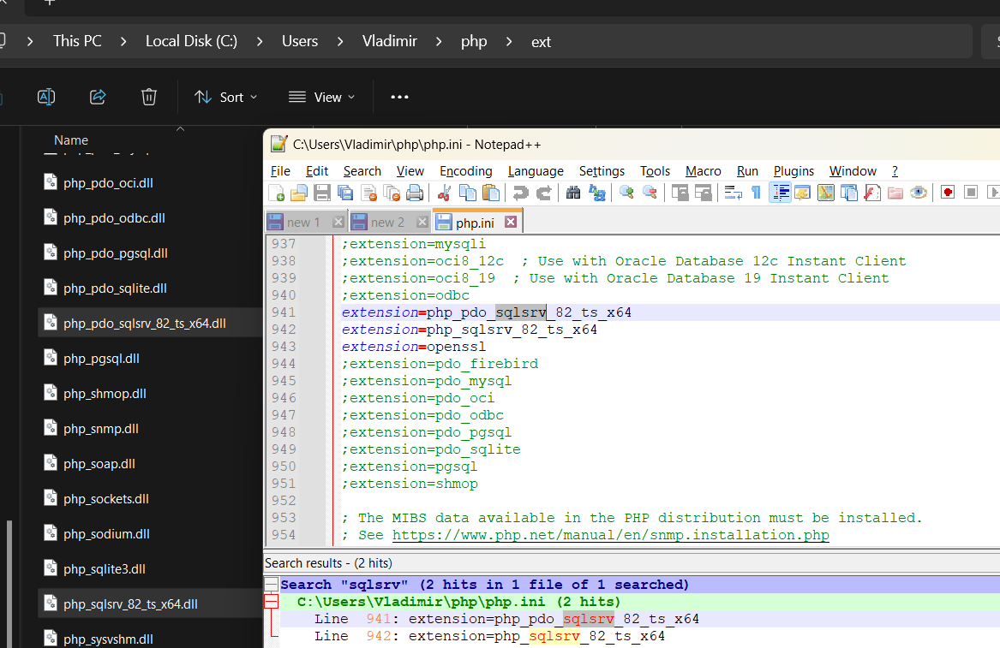 This PC > Local Disk (C:) > Users > Vladimir > php > ext
Sort View
Name
php_pdo_oci.dll
php_pdo_odbc.dll
php_pdo_pgsql.dll
php_pdo_sqlite.dll
php_pdo_sqlsrv_82_ts_x64.dll
php_pgsql.dll
php_shmop.dll
php_snmp.dll
php_soap.dll
php_sockets.dll
php_sodium.dll
php_sqlite3.dll
php_sqlsrv_82_ts_x64.dll
php_sysvshm.dll
C:\Users\Vladimir\php\php.ini - Notepad++
File Edit Search View Encoding Language Settings Tools Macro Run Plugins Window ?
new 1 new 2 php.ini
937 ;extension=mysqli
938 ;extension=oci8_12c  ; Use with Oracle Database 12c Instant Client
939 ;extension=oci8_19  ; Use with Oracle Database 19 Instant Client
940 ;extension=odbc
941 extension=php_pdo_sqlsrv_82_ts_x64
942 extension=php_sqlsrv_82_ts_x64
943 extension=openssl
944 ;extension=pdo_firebird
945 ;extension=pdo_mysql
946 ;extension=pdo_oci
947 ;extension=pdo_odbc
948 ;extension=pdo_pgsql
949 ;extension=pdo_sqlite
950 ;extension=pgsql
951 ;extension=shmop
952
953 ; The MIBS data available in the PHP distribution must be installed.
954 ; See https://www.php.net/manual/en/snmp.installation.php
Search results - (2 hits)
Search "sqlsrv" (2 hits in 1 file of 1 searched)
C:\Users\Vladimir\php\php.ini (2 hits)
Line 941: extension=php_pdo_sqlsrv_82_ts_x64
Line 942: extension=php_sqlsrv_82_ts_x64